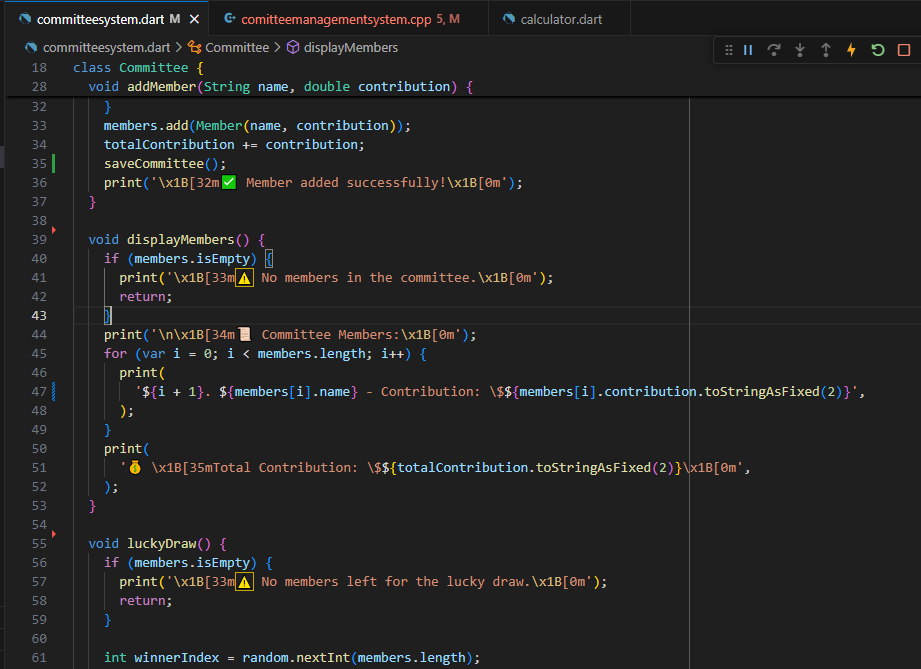 committeesystem.dart M
comitteemanagementsystem.cpp 5, M
calculator.dart
committeesystem.dart > Committee > displayMembers
18 class Committee {
28   void addMember(String name, double contribution) {
32     }
33     members.add(Member(name, contribution));
34     totalContribution += contribution;
35     saveCommittee();
36     print('\x1B[32m✅ Member added successfully!\x1B[0m');
37   }
38
39   void displayMembers() {
40     if (members.isEmpty) {
41       print('\x1B[33m⚠️ No members in the committee.\x1B[0m');
42       return;
43     }
44     print('\n\x1B[34m📜 Committee Members:\x1B[0m');
45     for (var i = 0; i < members.length; i++) {
46       print(
47         '${i + 1}. ${members[i].name} - Contribution: \$${members[i].contribution.toStringAsFixed(2)}',
48       );
49     }
50     print(
51       '💰 \x1B[35mTotal Contribution: \$${totalContribution.toStringAsFixed(2)}\x1B[0m',
52     );
53   }
54
55   void luckyDraw() {
56     if (members.isEmpty) {
57       print('\x1B[33m⚠️ No members left for the lucky draw.\x1B[0m');
58       return;
59     }
60
61     int winnerIndex = random.nextInt(members.length);